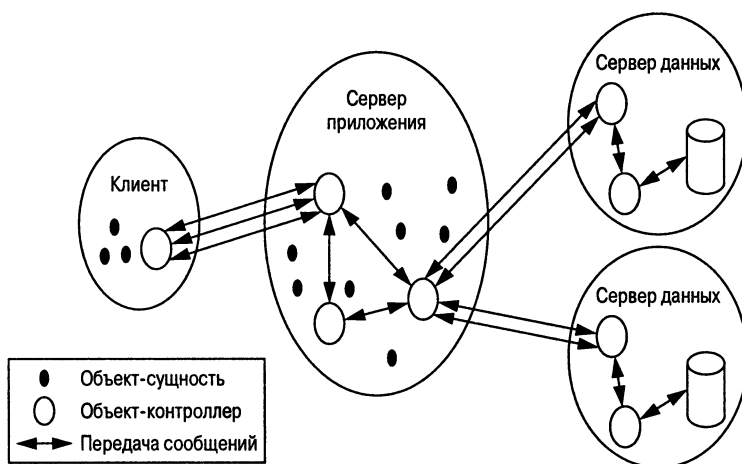 Клиент
Сервер
приложения
Сервер данных
Сервер данных
Объект-сущность
Объект-контроллер
Передача сообщений